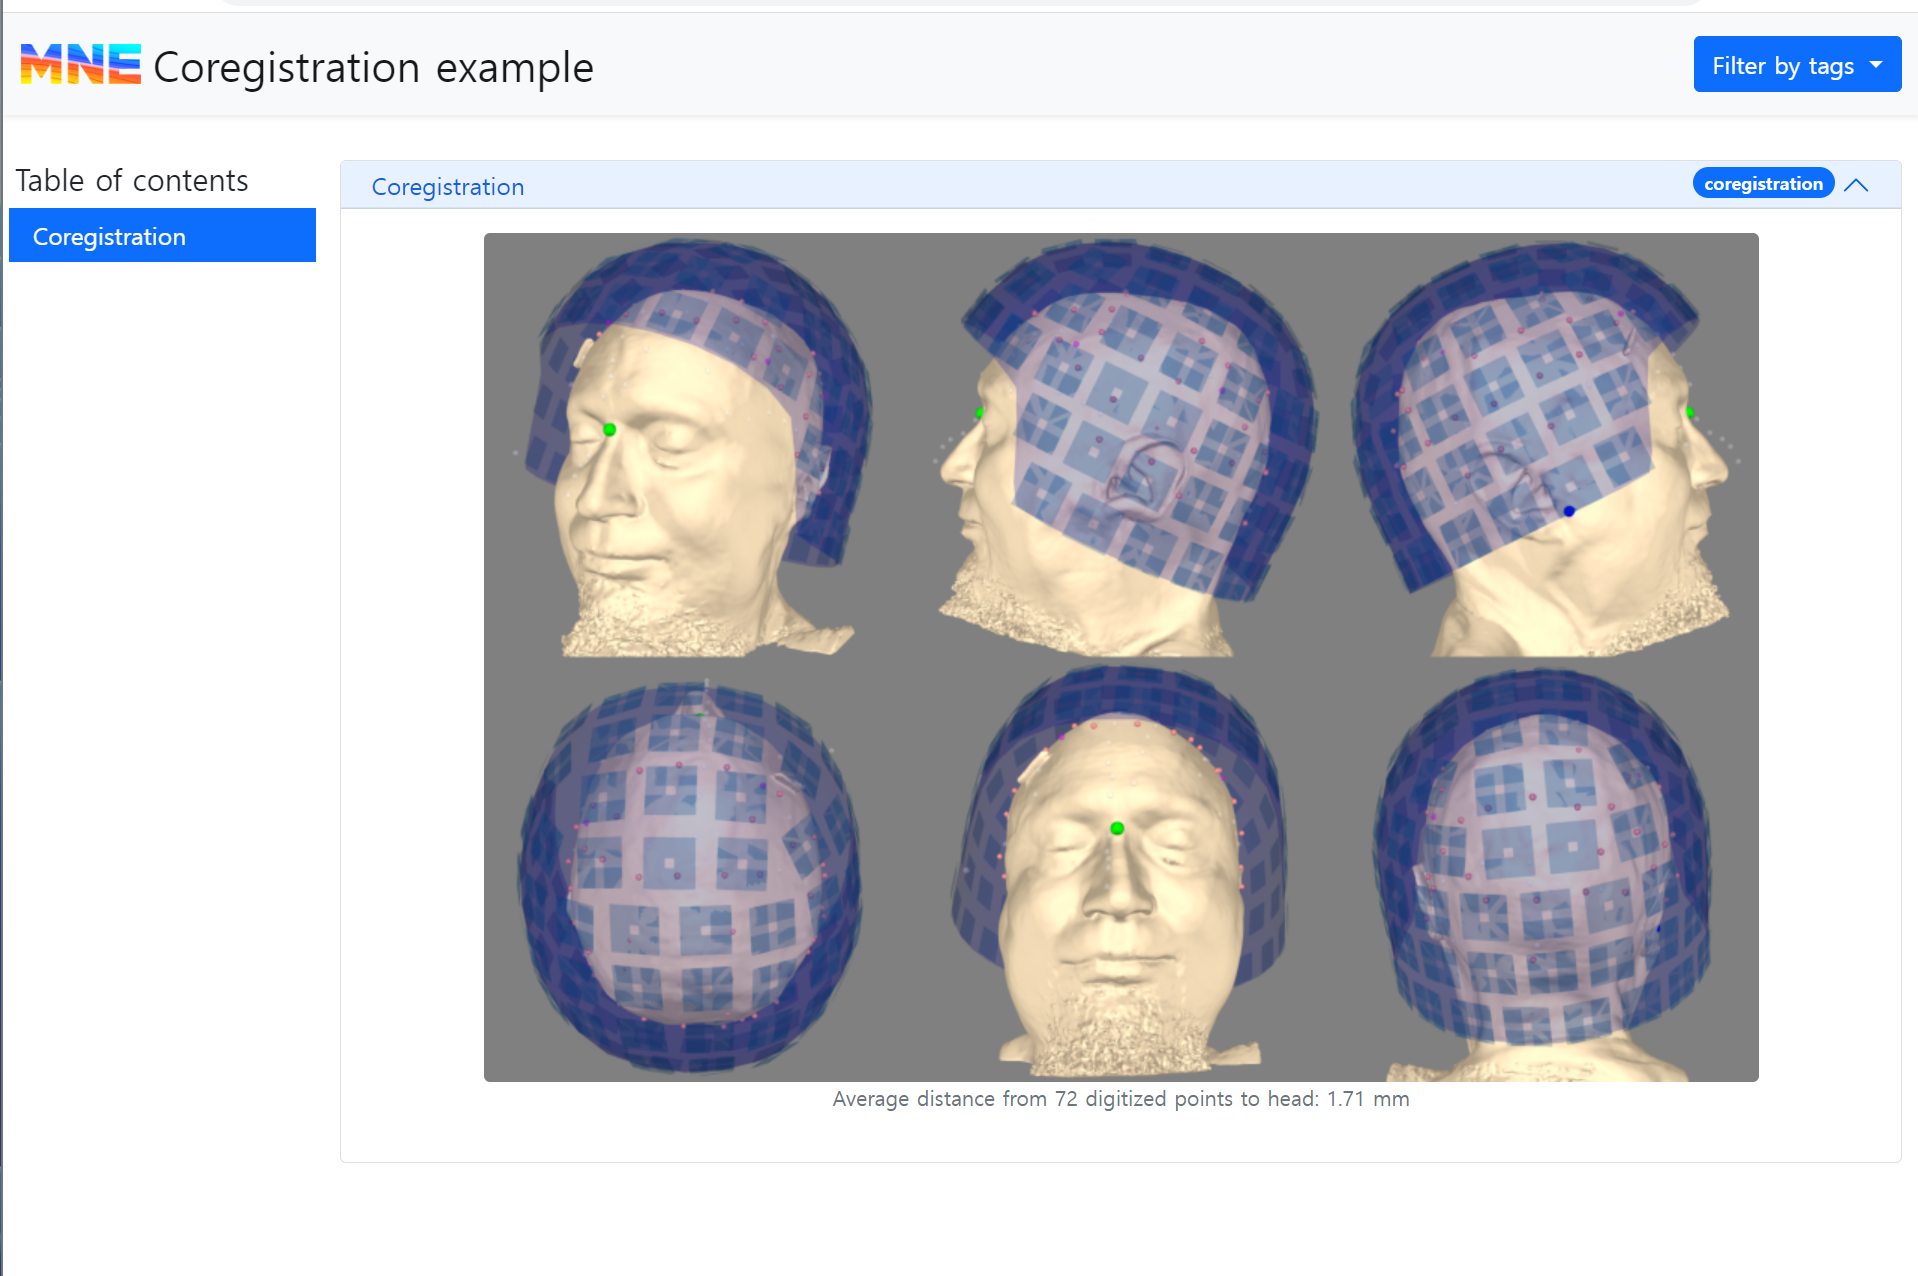 MNE Coregistration example
Filter by tags
Table of contents
Coregistration
Coregistration
coregistration
Average distance from 72 digitized points to head: 1.71 mm